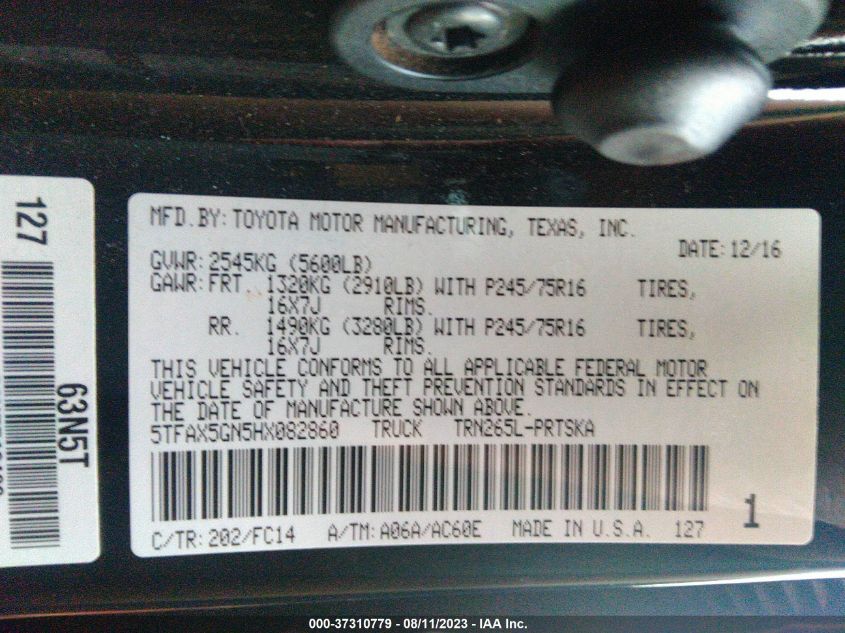 127
63N5T
MFD.BY: TOYOTA MOTOR MANUFACTURING, TEXAS, INC.
DATE: 12/16
GVWR: 2545KG (5600LB)
GAWR: FRT. 1320KG (2910LB) WITH P245/75R16 TIRES,
16X7J RIMS.
RR. 1490KG (3280LB) WITH P245/75R16 TIRES,
16X7J RIMS.
THIS VEHICLE CONFORMS TO ALL APPLICABLE FEDERAL MOTOR
VEHICLE SAFETY AND THEFT PREVENTION STANDARDS IN EFFECT ON
THE DATE OF MANUFACTURE SHOWN ABOVE.
5TFAX5GN5HX082860 TRUCK TRN265L-PRTSKA
1
C/TR: 202/FC14 A/TM: A06A/AC60E MADE IN U.S.A. 127
000-37310779 - 08/11/2023 - IAA Inc.